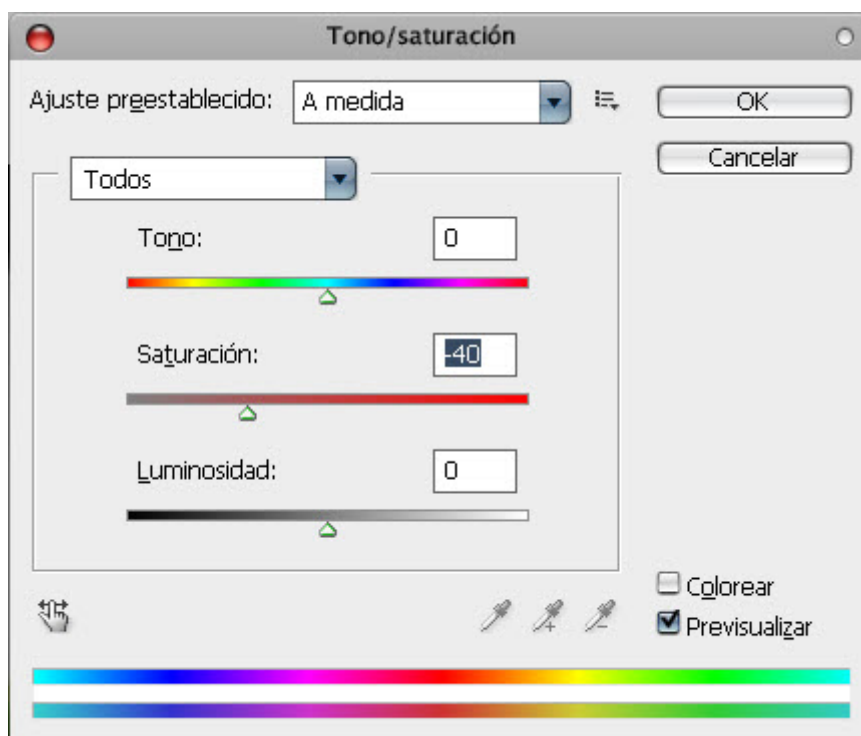 Tono/saturación
Ajuste preestablecido: A medida
OK
Cancelar
Todos
Tono: 0
Saturación: -40
Luminosidad: 0
Colorear
Previsualizar